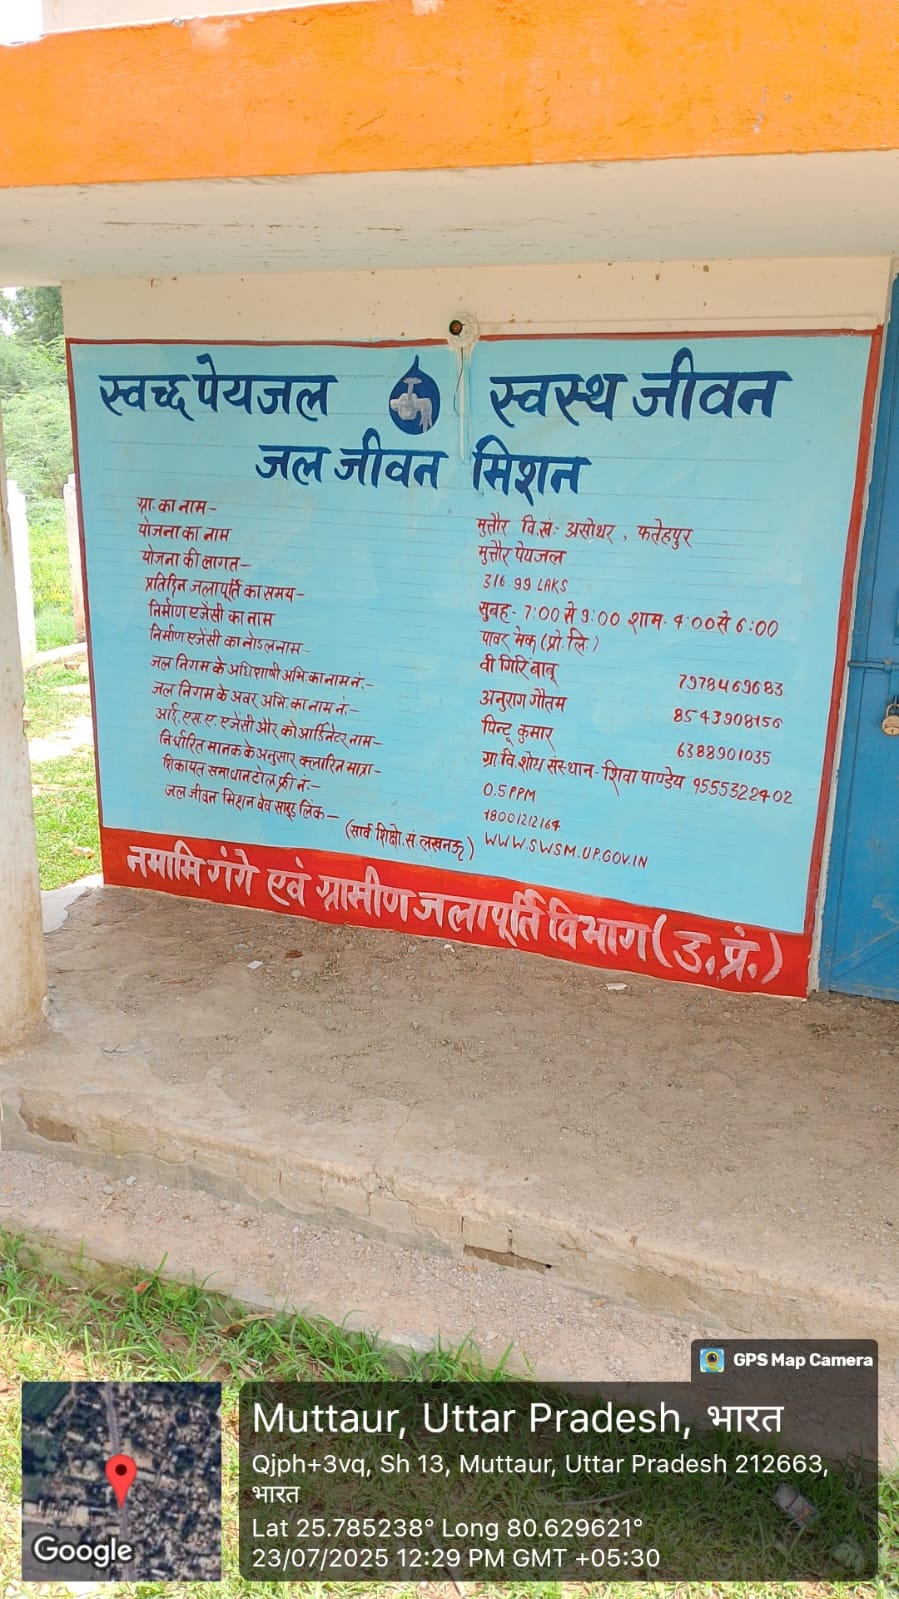 स्वच्छ पेयजल स्वस्थ जीवन
जल जीवन मिशन
ग्रा. का नाम- मुत्तौर वि.खं- असोथर, फतेहपुर
योजना का नाम मुत्तौर पेयजल
योजना की लागत- 316.99 LAKS
प्रतिदिन जलापूर्ति का समय- सुबह- 7:00 से 9:00 शाम- 4:00 से 6:00
निर्माण एजेंसी का नाम पावर मेक (प्रो. लि.)
निर्माण एजेंसी का नोडल नाम- वी गिरि बाबू 7978469683
जल निगम के अधिशाषी अभि. का नाम नं.- अनुराग गौतम 8543908156
जल निगम के अवर अभि. का नाम नं.- पिन्टू कुमार 6388901035
आई.एस.ए. एजेंसी और को आर्डिनेटर नाम- ग्रा. वि. शोध संस्थान- शिवा पाण्डेय 9555322402
निर्धारित मानक के अनुसार क्लोरिन मात्रा- 0.5 PPM
शिकायत समाधान टोल फ्री नं:- 18001212164
जल जीवन मिशन वेब साइड लिंक- WWW.SWSM.UP.GOV.IN
(सार्व शिक्षो. सं. लखनऊ)
नमामि गंगे एवं ग्रामीण जलापूर्ति विभाग (उ. प्रं.)
GPS Map Camera
Muttaur, Uttar Pradesh, भारत
Qjph+3vq, Sh 13, Muttaur, Uttar Pradesh 212663,
भारत
Lat 25.785238° Long 80.629621°
23/07/2025 12:29 PM GMT +05:30
Google